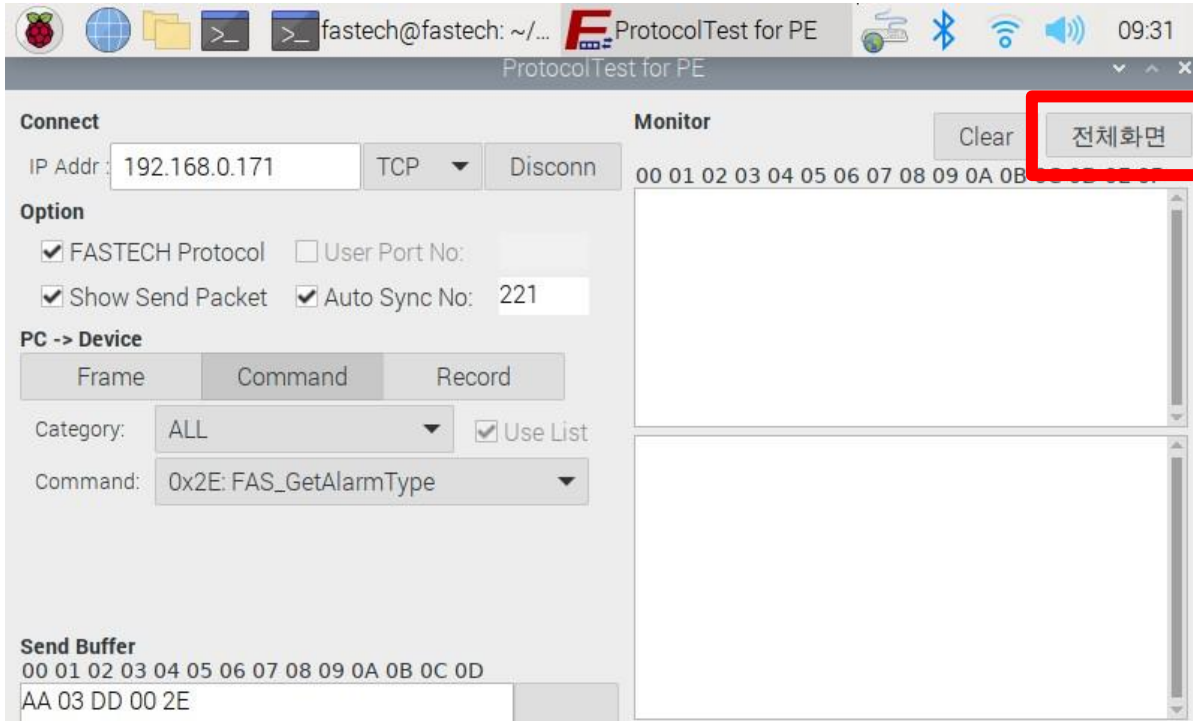 fastech@fastech: ~/... ProtocolTest for PE 09:31
ProtocolTest for PE
Connect
IP Addr : 192.168.0.171 TCP Disconn
Option
FASTECH Protocol User Port No:
Show Send Packet Auto Sync No: 221
PC -> Device
Frame Command Record
Category: ALL Use List
Command: 0x2E: FAS_GetAlarmType
Send Buffer
00 01 02 03 04 05 06 07 08 09 0A 0B 0C 0D
AA 03 DD 00 2E
Monitor
Clear 전체화면
00 01 02 03 04 05 06 07 08 09 0A 0B